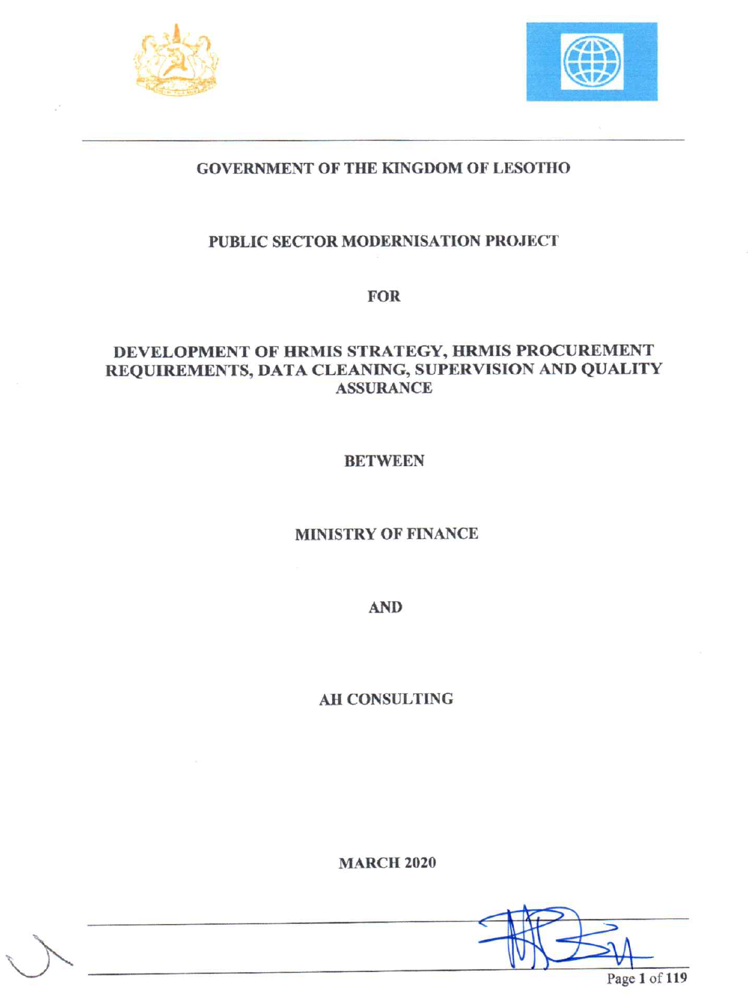 GOVERNMENT OF THE KINGDOM OF LESOTHO
PUBLIC SECTOR MODERNISATION PROJECT
FOR
DEVELOPMENT OF HRMIS STRATEGY, HRMIS PROCUREMENT
REQUIREMENTS, DATA CLEANING, SUPERVISION AND QUALITY
ASSURANCE
BETWEEN
MINISTRY OF FINANCE
AND
AH CONSULTING
MARCH 2020
Page 1 of 119